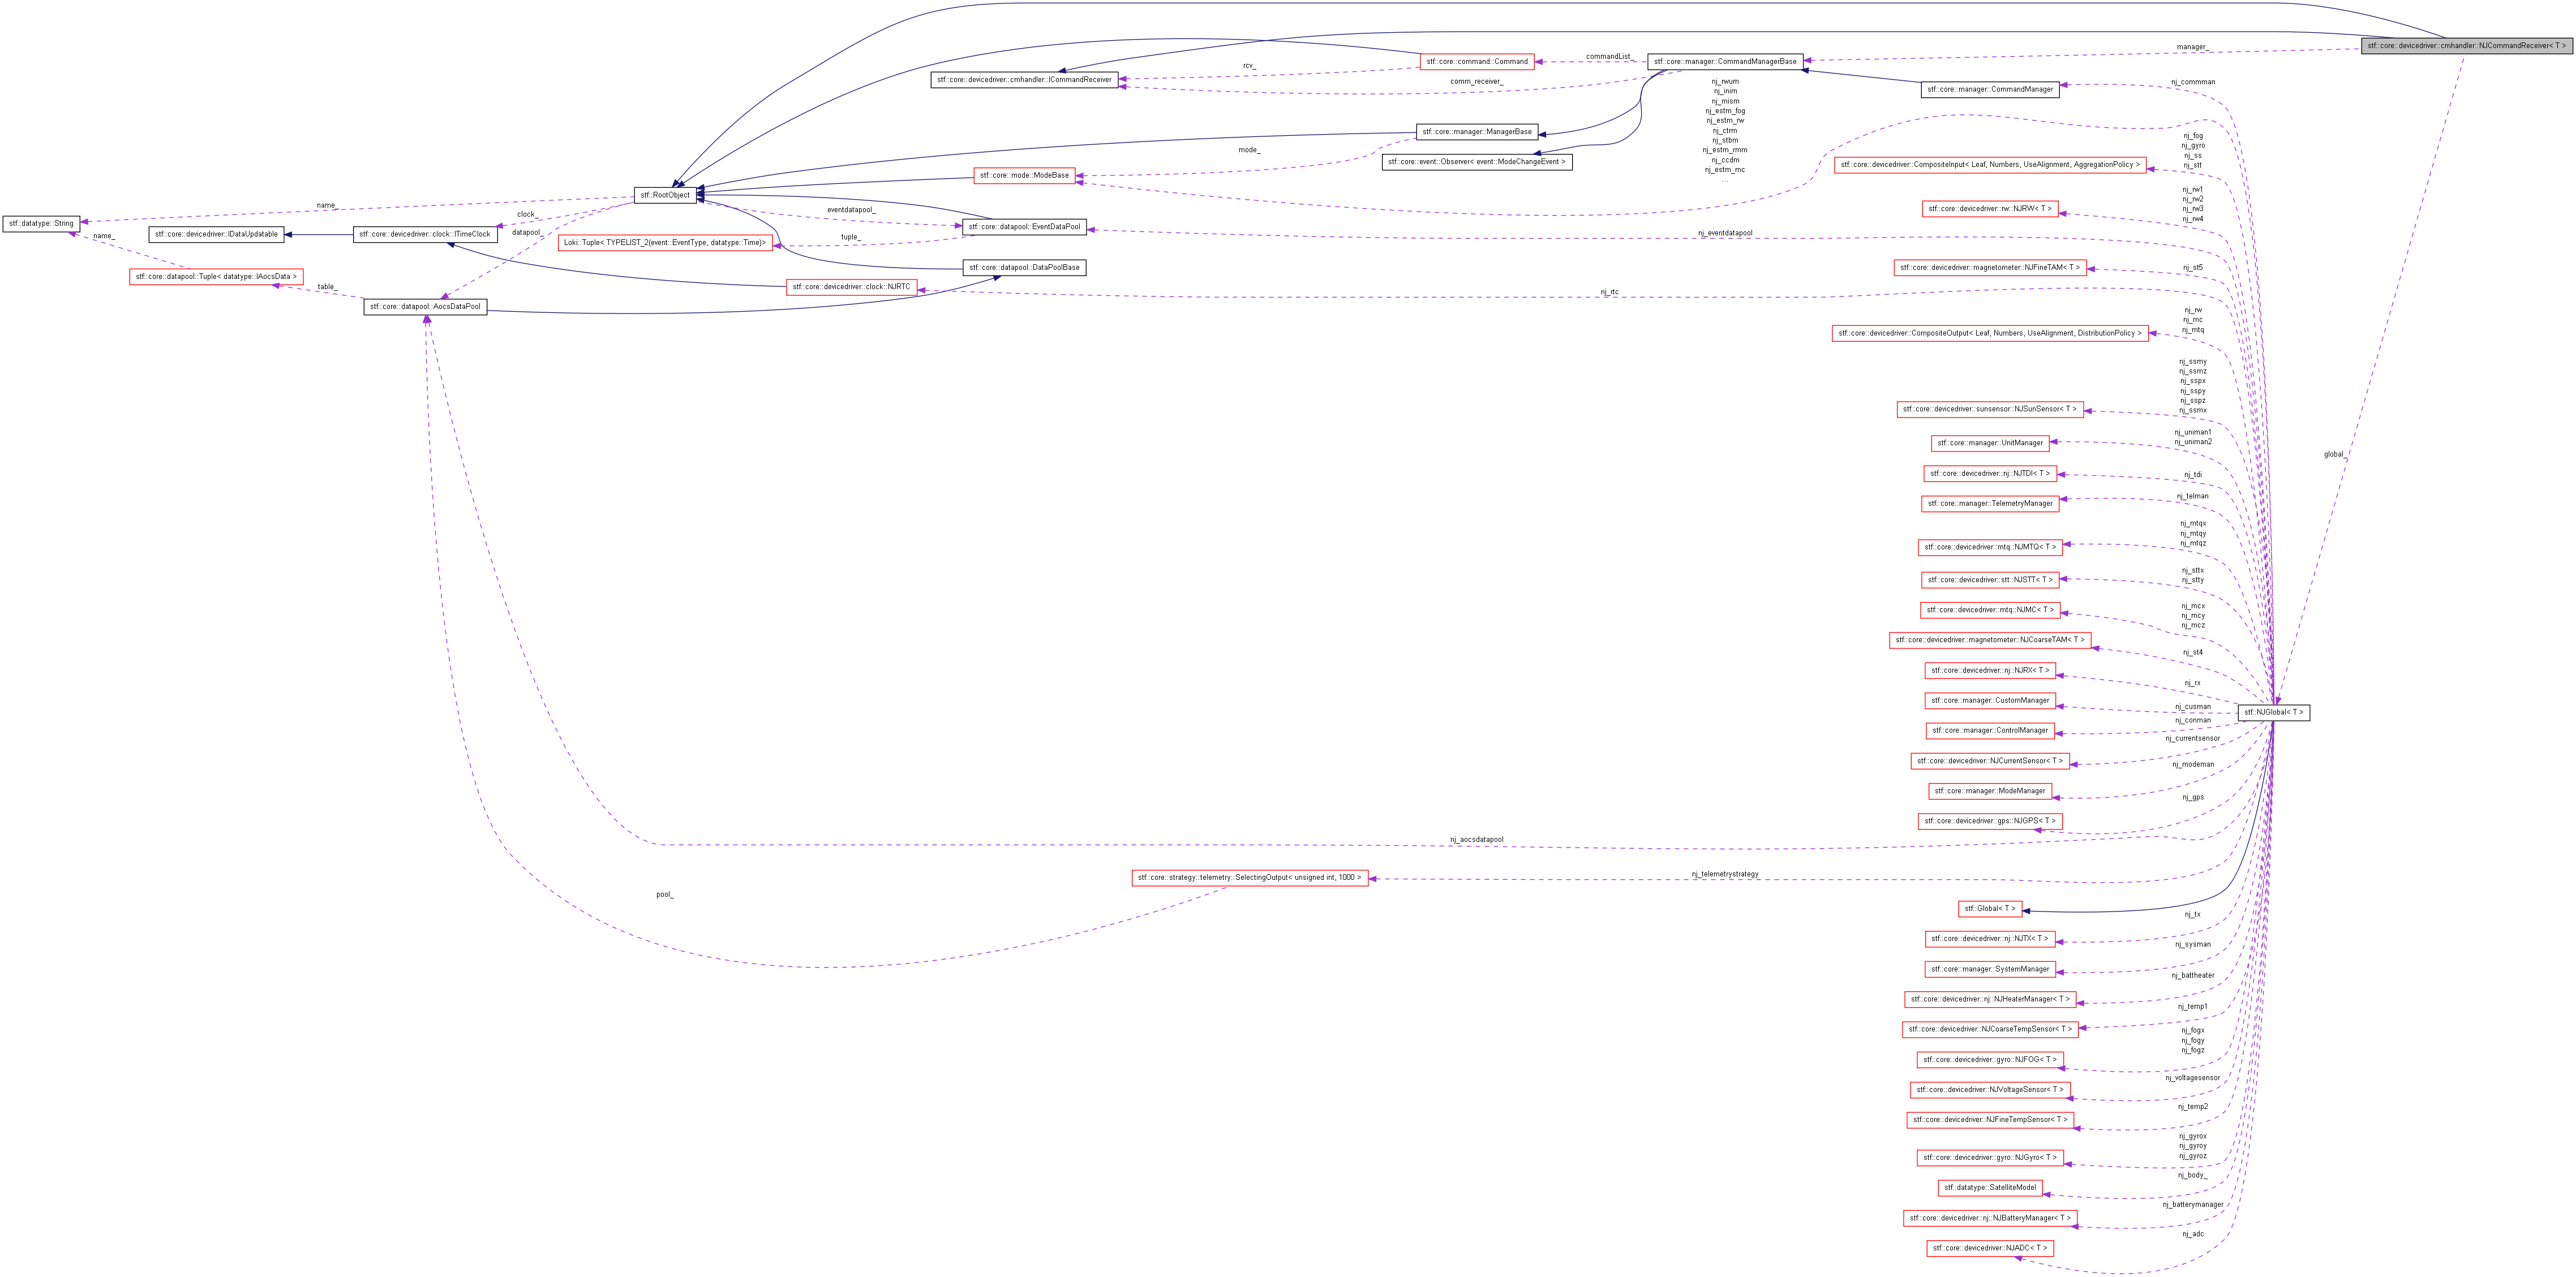 stf::core::devicedriver::cmhandler::NJCommandReceiver< T >
manager_
commandList_
stf::core::command::Command
stf::core::manager::CommandManagerBase
rcv_
stf::core::devicedriver::cmhandler::ICommandReceiver
comm_receiver_
nj_commman
stf::core::manager::CommandManager
nj_rwum
nj_inim
nj_mism
nj_estm_fog
nj_estm_rw
nj_ctrm
nj_stbm
nj_estm_rmm
nj_ccdm
nj_estm_mc
...
stf::core::manager::ManagerBase
mode_
stf::core::event::Observer< event::ModeChangeEvent >
stf::core::mode::ModeBase
nj_fog
nj_gyro
nj_ss
nj_stt
stf::core::devicedriver::CompositeInput< Leaf, Numbers, UseAlignment, AggregationPolicy >
stf::RootObject
name_
stf::datatype::String
clock_
datapool_
eventdatapool_
stf::core::datapool::EventDataPool
nj_rw1
nj_rw2
nj_rw3
nj_rw4
stf::core::devicedriver::rw::NJRW< T >
stf::core::devicedriver::IDataUpdatable
stf::core::devicedriver::clock::ITimeClock
name_
Loki::Tuple< TYPELIST_2(event::EventType, datatype::Time)>
tuple_
nj_eventdatapool
stf::core::datapool::Tuple< datatype::IAocsData >
table_
stf::core::datapool::DataPoolBase
stf::core::devicedriver::magnetometer::NJFineTAM< T >
nj_st5
stf::core::devicedriver::clock::NJRTC
nj_rtc
stf::core::datapool::AocsDataPool
nj_rw
nj_mc
nj_mtq
stf::core::devicedriver::CompositeOutput< Leaf, Numbers, UseAlignment, DistributionPolicy >
nj_ssmy
nj_ssmz
nj_sspx
nj_sspy
nj_sspz
nj_ssmx
stf::core::devicedriver::sunsensor::NJSunSensor< T >
nj_uniman1
nj_uniman2
stf::core::manager::UnitManager
global_
stf::core::devicedriver::nj::NJTDI< T >
nj_tdi
stf::core::manager::TelemetryManager
nj_telman
nj_mtqx
nj_mtqy
nj_mtqz
stf::core::devicedriver::mtq::NJMTQ< T >
nj_sttx
nj_stty
stf::core::devicedriver::stt::NJSTT< T >
nj_mcx
nj_mcy
nj_mcz
stf::core::devicedriver::mtq::NJMC< T >
stf::core::devicedriver::magnetometer::NJCoarseTAM< T >
nj_st4
stf::core::devicedriver::nj::NJRX< T >
nj_rx
stf::core::manager::CustomManager
nj_cusman
stf::NJGlobal< T >
stf::core::manager::ControlManager
nj_conman
stf::core::devicedriver::NJCurrentSensor< T >
nj_currentsensor
stf::core::manager::ModeManager
nj_modeman
stf::core::devicedriver::gps::NJGPS< T >
nj_gps
nj_aocsdatapool
stf::core::strategy::telemetry::SelectingOutput< unsigned int, 1000 >
nj_telemetrystrategy
pool_
stf::Global< T >
nj_tx
stf::core::devicedriver::nj::NJTX< T >
nj_sysman
stf::core::manager::SystemManager
nj_battheater
stf::core::devicedriver::nj::NJHeaterManager< T >
nj_temp1
stf::core::devicedriver::NJCoarseTempSensor< T >
nj_fogx
nj_fogy
nj_fogz
stf::core::devicedriver::gyro::NJFOG< T >
nj_voltagesensor
stf::core::devicedriver::NJVoltageSensor< T >
nj_temp2
stf::core::devicedriver::NJFineTempSensor< T >
nj_gyrox
nj_gyroy
nj_gyroz
stf::core::devicedriver::gyro::NJGyro< T >
nj_body_
stf::datatype::SatelliteModel
nj_batterymanager
stf::core::devicedriver::nj::NJBatteryManager< T >
nj_adc
stf::core::devicedriver::NJADC< T >